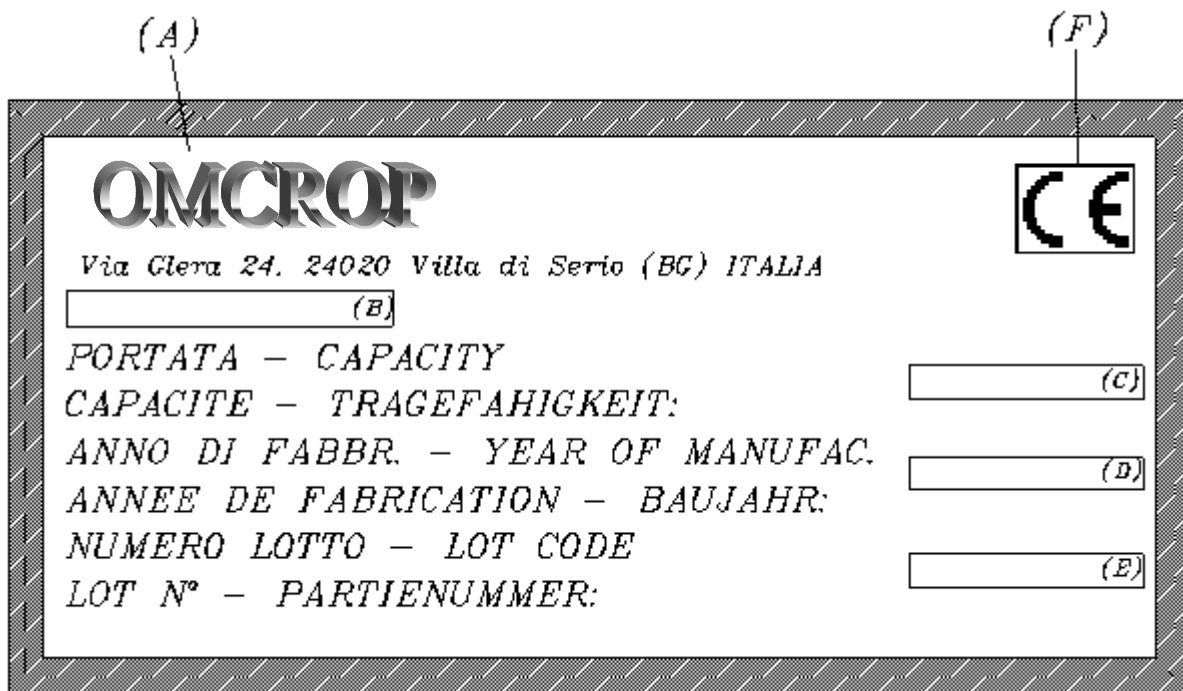 (A) (F)
OMCROP
CE
Via Glera 24, 24020 Villa di Serio (BG) ITALIA
(B)
PORTATA – CAPACITY
(C)
CAPACITE – TRAGEFAHIGKEIT:
ANNO DI FABBR. – YEAR OF MANUFAC.
(D)
ANNEE DE FABRICATION – BAUJAHR:
NUMERO LOTTO – LOT CODE
(E)
LOT N° – PARTIENUMMER: